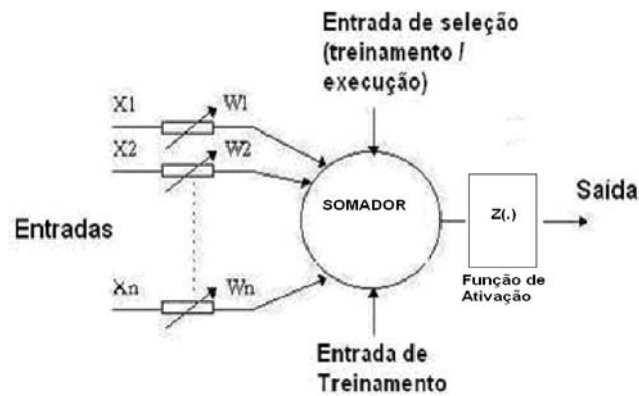 Entrada de seleção
(treinamento /
execução)
X1
W1
X2
W2
SOMADOR
Z(.)
Saída
Entradas
Função de
Ativação
Xn
Wn
Entrada de
Treinamento